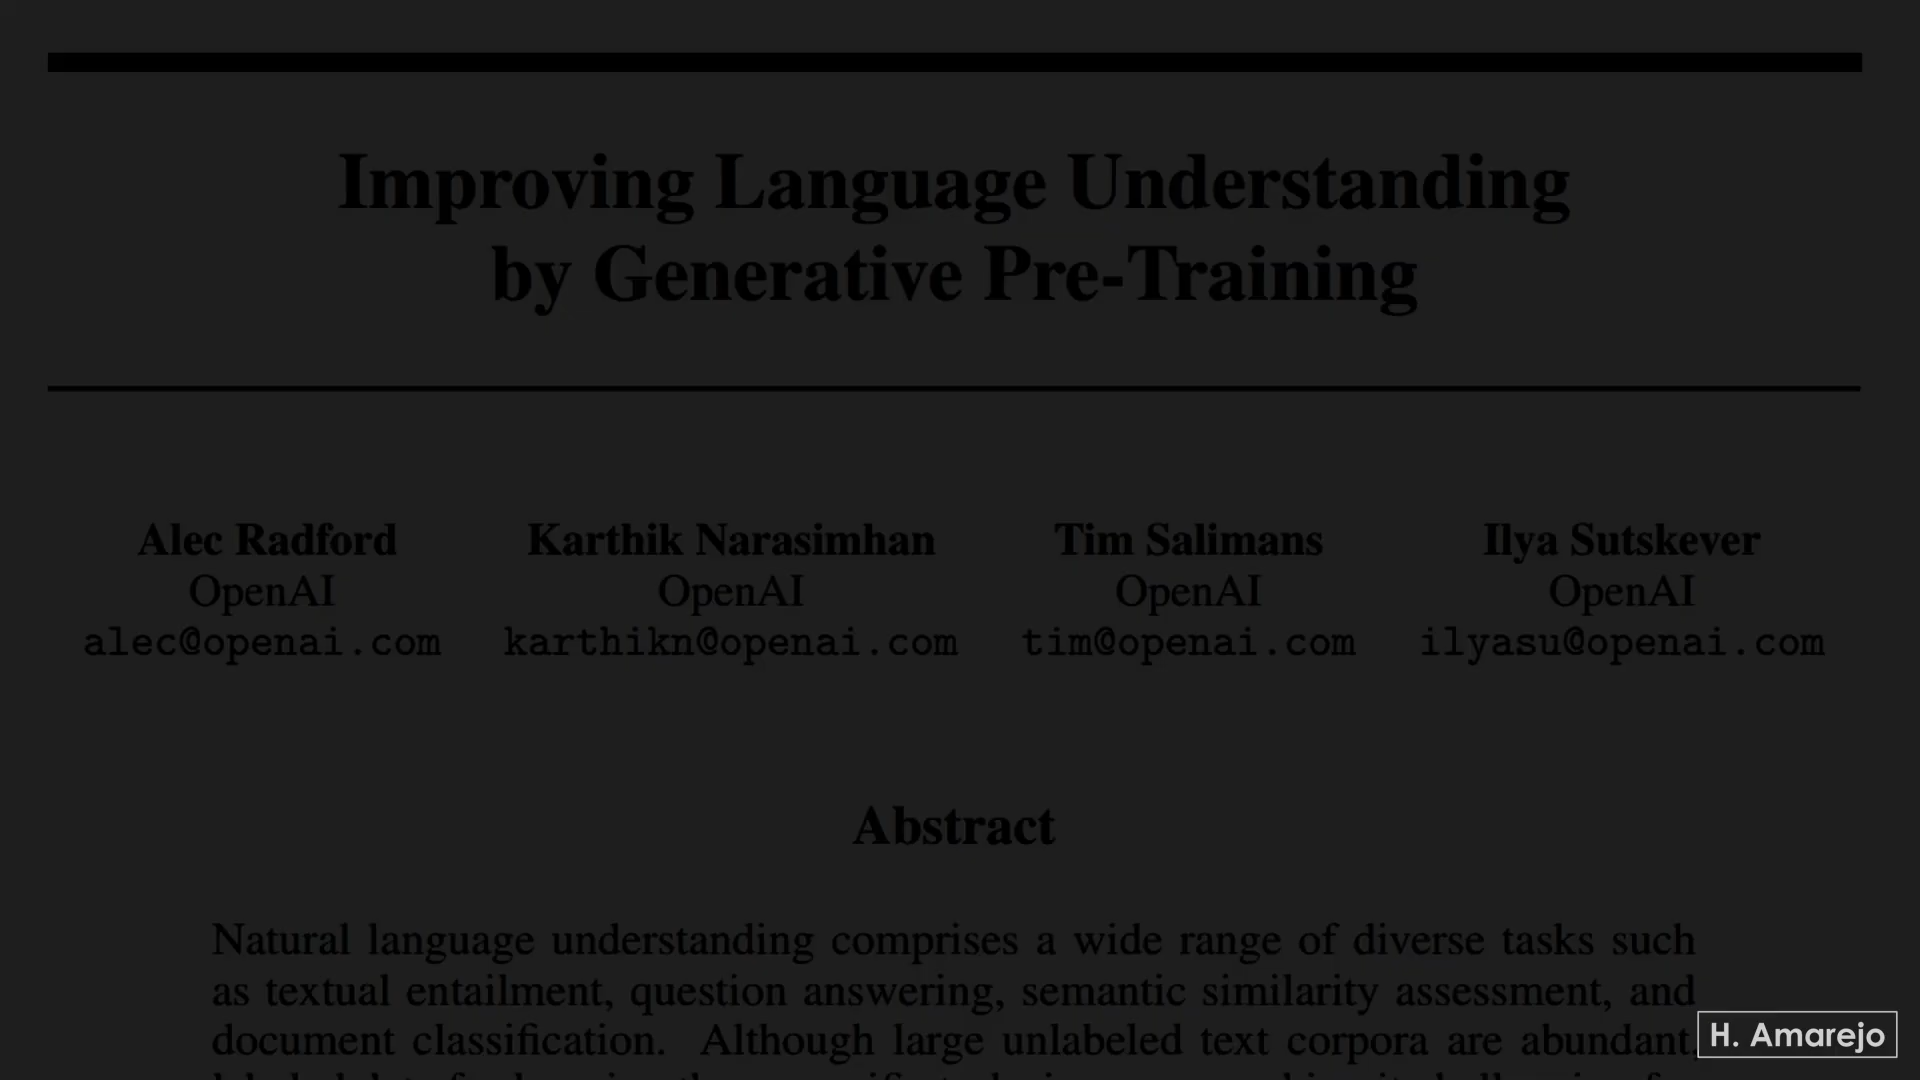 Improving Language Understanding
by Generative Pre-Training
Alec Radford Karthik Narasimhan Tim Salimans Ilya Sutskever
OpenAI OpenAI OpenAI OpenAI
alec@openai.com karthikn@openai.com tim@openai.com ilyasu@openai.com
Abstract
Natural language understanding comprises a wide range of diverse tasks such
as textual entailment, question answering, semantic similarity assessment, and
document classification. Although large unlabeled text corpora are abundant,
H. Amarejo